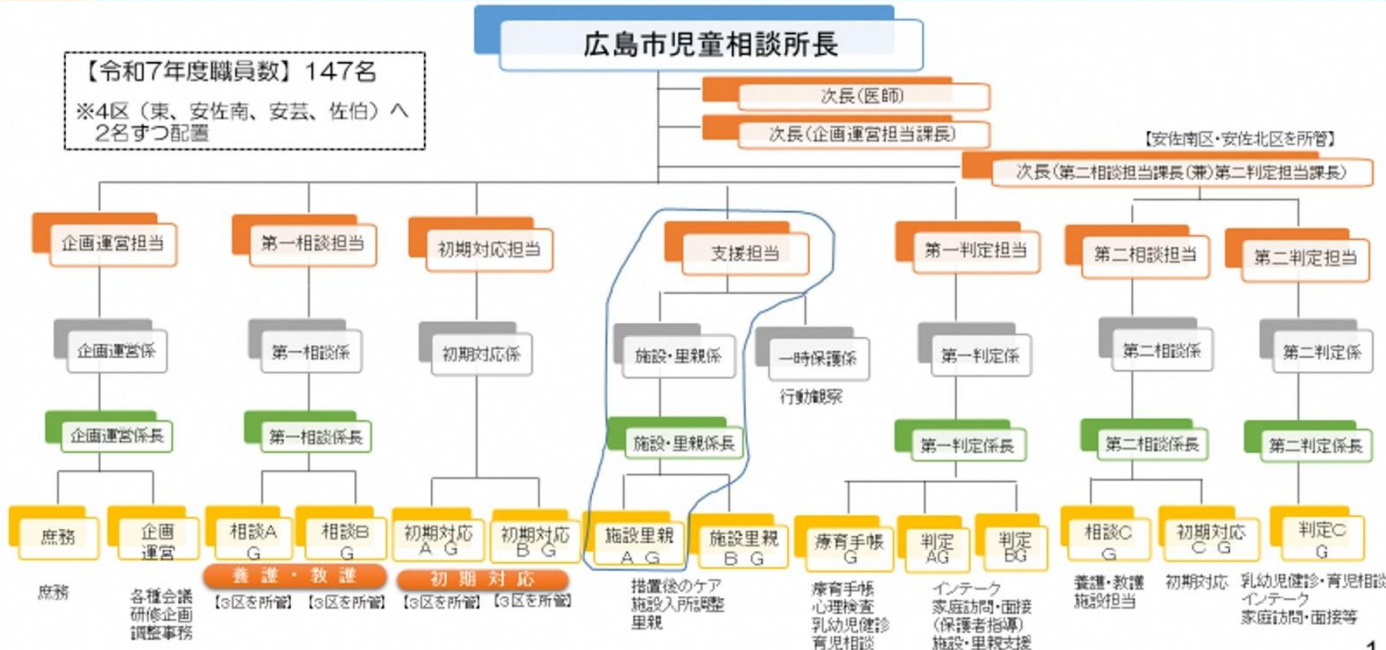 広島市児童相談所長
【令和7年度職員数】147名
※4区(東、安佐南、安芸、佐伯)へ
2名ずつ配置
次長(医師)
次長(企画運営担当課長)
【安佐南区・安佐北区を所管】
次長(第二相談担当課長(兼)第二判定担当課長)
企画運営担当
第一相談担当
初期対応担当
支援担当
第一判定担当
第二相談担当
第二判定担当
企画運営係
第一相談係
初期対応係
施設・里親係
一時保護係
第一判定係
第二相談係
第二判定係
行動観察
企画運営係長
第一相談係長
施設・里親係長
第一判定係長
第二相談係長
第二判定係長
庶務
企画
運営
相談A
G
相談B
G
初期対応
A G
初期対応
B G
施設里親
A G
施設里親
B G
療育手帳
G
判定
AG
判定
BG
相談C
G
初期対応
C G
判定C
G
養護・教護
初期対応
庶務
各種会議
研修企画
調整事務
【3区を所管】
【3区を所管】
【3区を所管】
【3区を所管】
措置後のケア
施設入所調整
里親
療育手帳
心理検査
乳幼児健診
育児相談
インテーク
家庭訪問・面接
(保護者指導)
施設・里親支援
養護・教護
施設担当
初期対応
乳幼児健診・育児相談
インテーク
家庭訪問・面接等
1